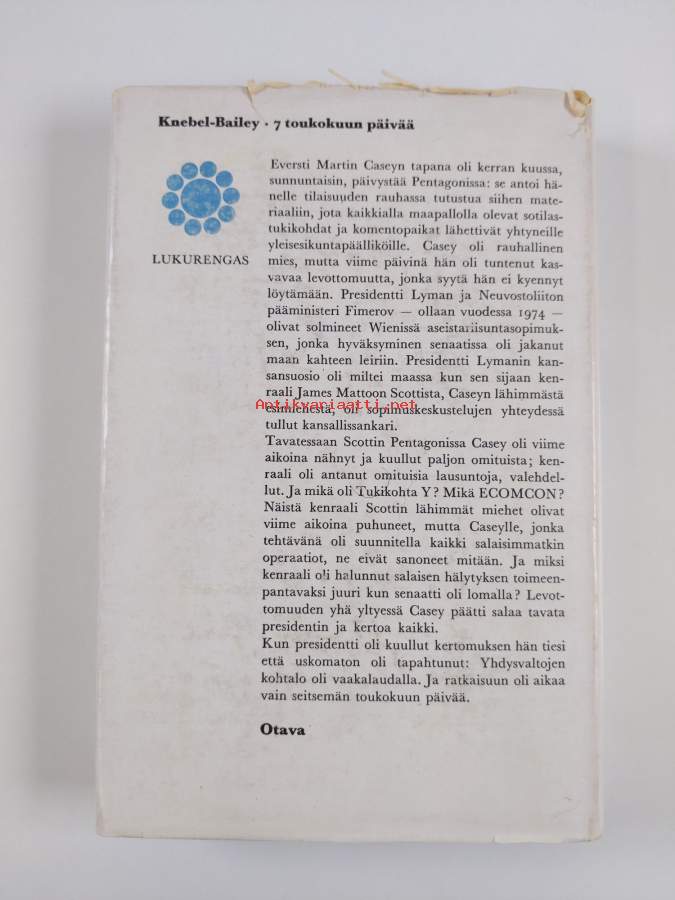 Knebel-Bailey · 7 toukokuun päivää
LUKURENGAS
Eversti Martin Caseyn tapana oli kerran kuussa,
sunnuntaisin, päivystää Pentagonissa: se antoi hä-
nelle tilaisuuden rauhassa tutustua siihen mate-
riaaliin, jota kaikkialla maapallolla olevat sotilas-
tukikohdat ja komentopaikat lähettivät yhtyneille
yleisesikuntapäälliköille. Casey oli rauhallinen
mies, mutta viime päivinä hän oli tuntenut kas-
vavaa levottomuutta, jonka syytä hän ei kyennyt
löytämään. Presidentti Lyman ja Neuvostoliiton
pääministeri Fimerov — ollaan vuodessa 1974 —
olivat solmineet Wienissä aseistariisuntasopimuk-
sen, jonka hyväksyminen senaatissa oli jakanut
maan kahteen leiriin. Presidentti Lymanin kan-
sansuosio oli miltei maassa kun sen sijaan ken-
raali James Mattoon Scottista, Caseyn lähimmästä
Antikvariaatti.net
esimiehestä, oli sopimuskeskustelujen yhteydessä
tullut kansallissankari.
Tavatessaan Scottin Pentagonissa Casey oli viime
aikoina nähnyt ja kuullut paljon omituista; ken-
raali oli antanut omituisia lausuntoja, valehdel-
lut. Ja mikä oli Tukikohta Y? Mikä ECOMCON?
Näistä kenraali Scottin lähimmät miehet olivat
viime aikoina puhuneet, mutta Caseylle, jonka
tehtävänä oli suunnitella kaikki salaisimmatkin
operaatiot, ne eivät sanoneet mitään. Ja miksi
kenraali oli halunnut salaisen hälytyksen toimeen-
pantavaksi juuri kun senaatti oli lomalla? Levot-
tomuuden yhä yltyessä Casey päätti salaa tavata
presidentin ja kertoa kaikki.
Kun presidentti oli kuullut kertomuksen hän tiesi
että uskomaton oli tapahtunut: Yhdysvaltojen
kohtalo oli vaakalaudalla. Ja ratkaisuun oli aikaa
vain seitsemän toukokuun päivää.
Otava